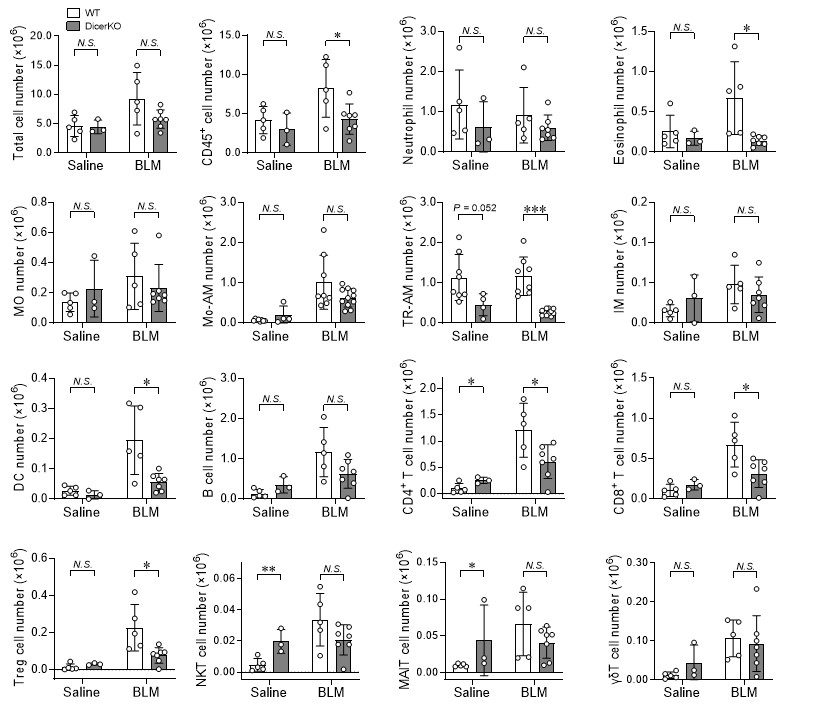 WT
DicerKO
Total cell number (×10⁶)
20.0
15.0
10.0
5.0
0.0
N.S.
N.S.
Saline
BLM
CD45⁺ cell number (×10⁶)
15.0
10.0
5.0
0.0
N.S.
*
Saline
BLM
Neutrophil number (×10⁶)
3.0
2.0
1.0
0.0
N.S.
N.S.
Saline
BLM
Eosinophil number (×10⁶)
1.5
1.0
0.5
0.0
N.S.
*
Saline
BLM
MO number (×10⁶)
0.8
0.6
0.4
0.2
0.0
N.S.
N.S.
Saline
BLM
Mo-AM number (×10⁶)
3.0
2.0
1.0
0.0
N.S.
N.S.
Saline
BLM
TR-AM number (×10⁶)
3.0
2.0
1.0
0.0
P = 0.052
***
Saline
BLM
IM number (×10⁶)
0.2
0.1
0.1
0.0
N.S.
N.S.
Saline
BLM
DC number (×10⁶)
0.4
0.3
0.2
0.1
0.0
N.S.
*
Saline
BLM
B cell number (×10⁶)
3.0
2.0
1.0
0.0
N.S.
N.S.
Saline
BLM
CD4⁺ T cell number (×10⁶)
2.0
1.5
1.0
0.5
0.0
*
*
Saline
BLM
CD8⁺ T cell number (×10⁶)
1.5
1.0
0.5
0.0
N.S.
*
Saline
BLM
Treg cell number (×10⁶)
0.6
0.4
0.2
0.0
N.S.
*
Saline
BLM
NKT cell number (×10⁶)
0.06
0.04
0.02
0.00
**
N.S.
Saline
BLM
MAIT cell number (×10⁶)
0.15
0.10
0.05
0.00
*
N.S.
Saline
BLM
γδT cell number (×10⁶)
0.30
0.20
0.10
0.00
N.S.
N.S.
Saline
BLM